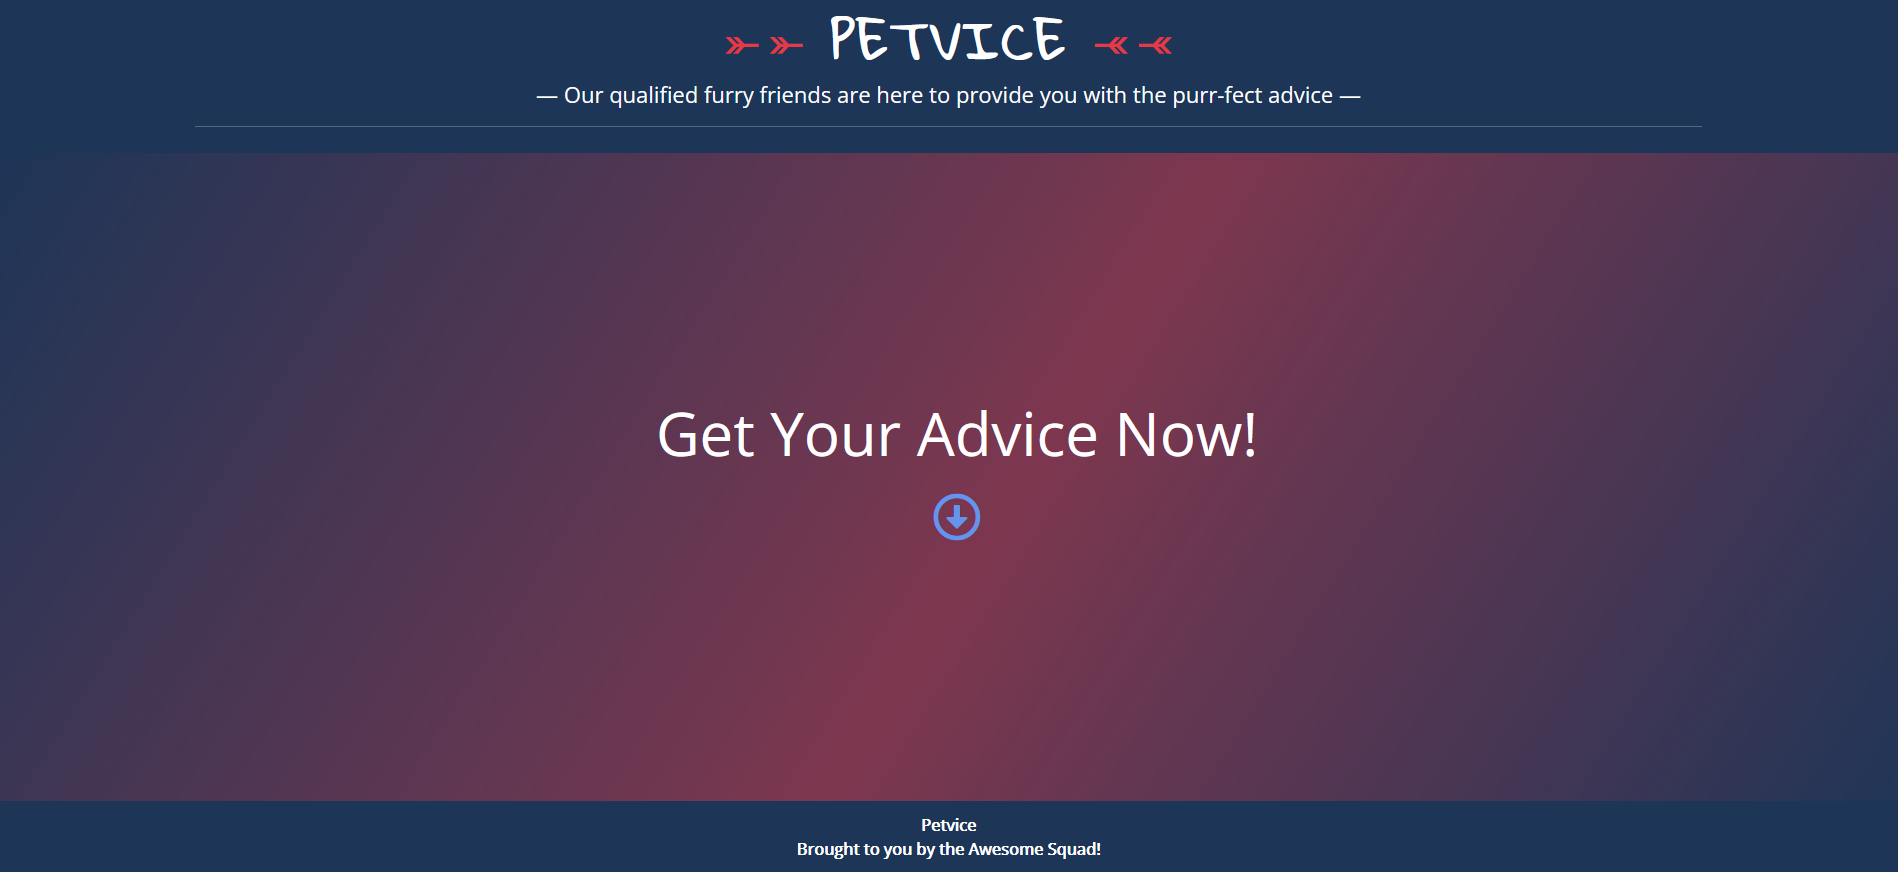 PETVICE
— Our qualified furry friends are here to provide you with the purr-fect advice —
Get Your Advice Now!
Petvice
Brought to you by the Awesome Squad!